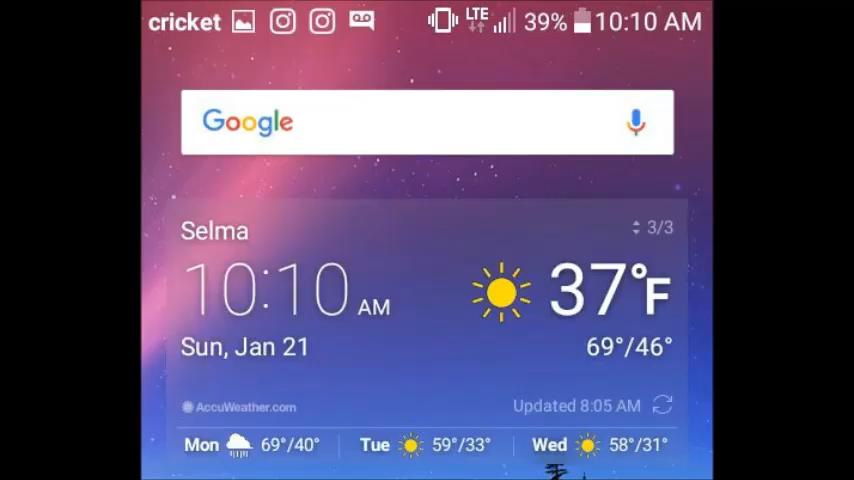 cricket LTE 39% 10:10 AM
Google
Selma 3/3
10:10 AM 37°F
Sun, Jan 21 69°/46°
AccuWeather.com Updated 8:05 AM
Mon 69°/40° Tue 59°/33° Wed 58°/31°